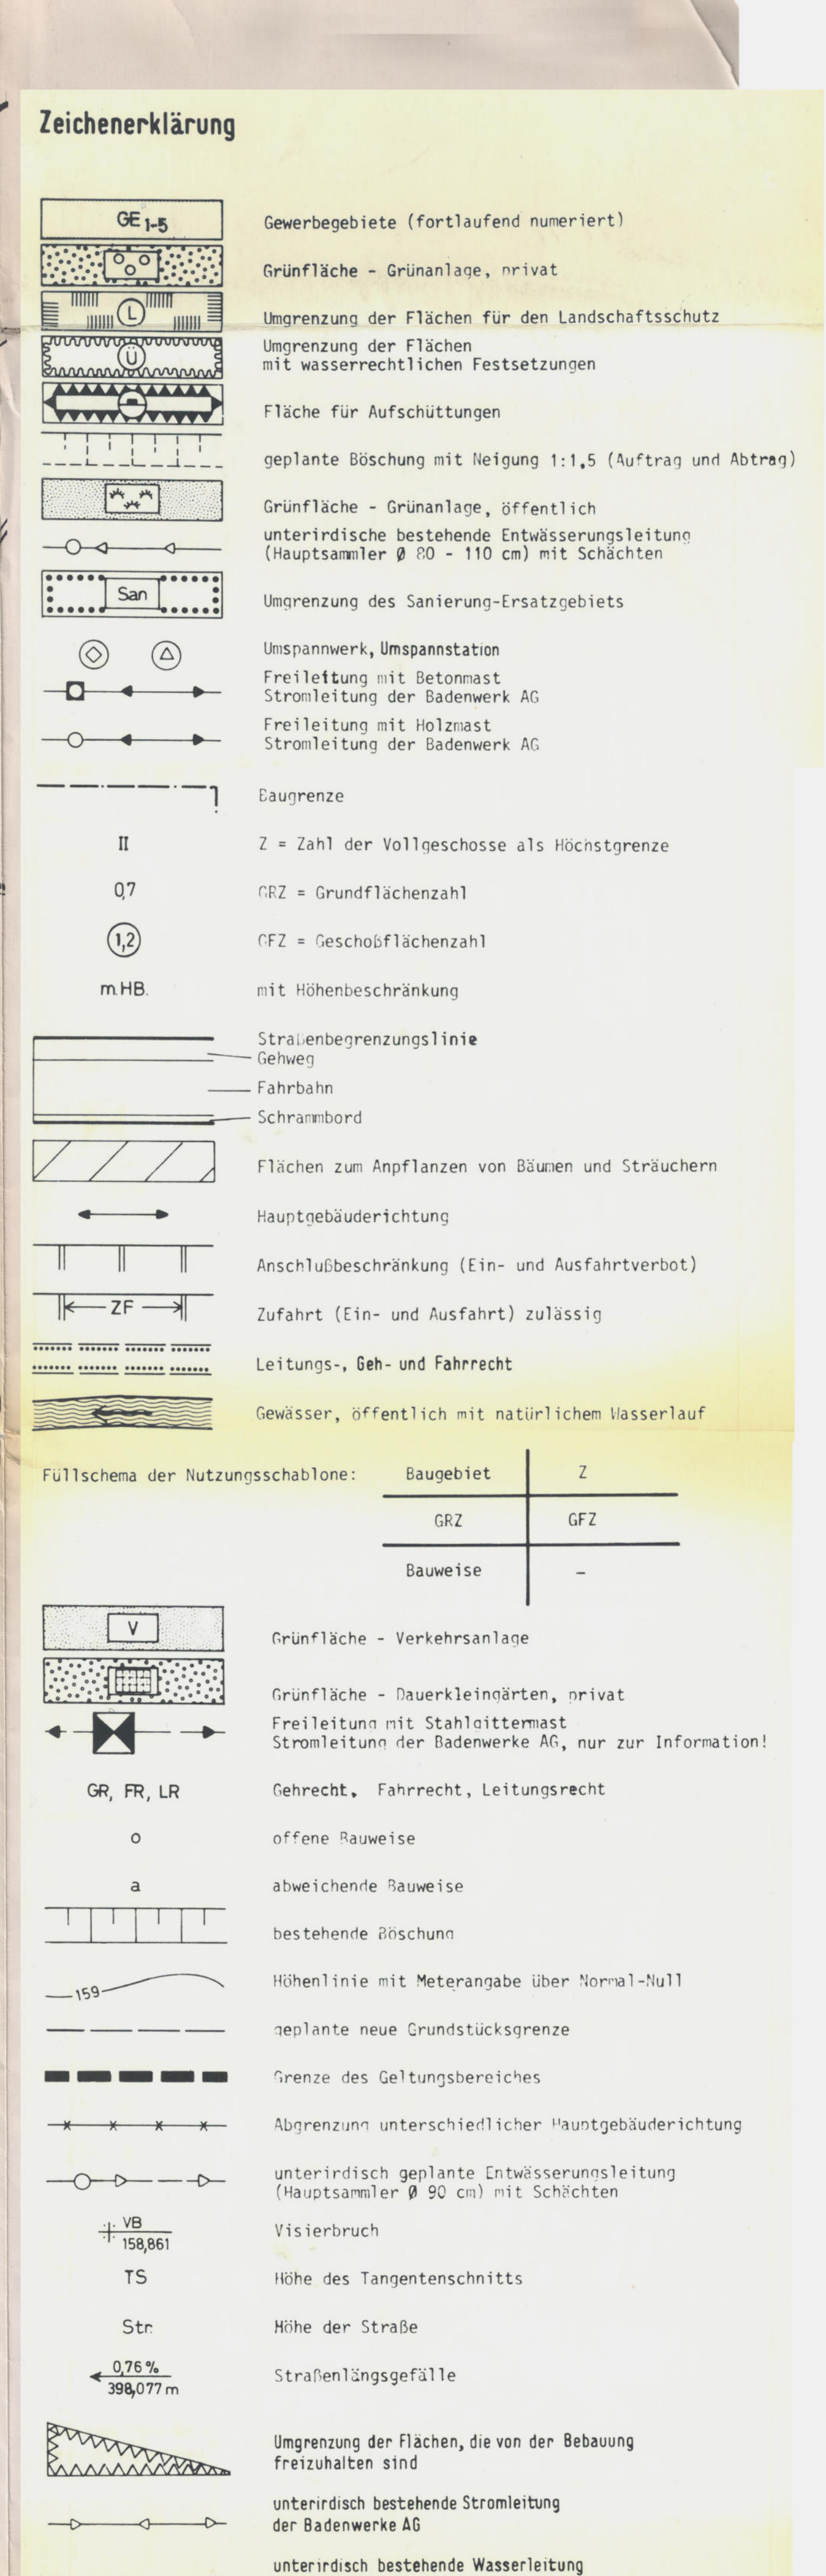 Zeichenerklärung
GE 1-5 Gewerbegebiete (fortlaufend numeriert)
Grünfläche - Grünanlage, privat
L Umgrenzung der Flächen für den Landschaftsschutz
Ü Umgrenzung der Flächen
mit wasserrechtlichen Festsetzungen
Fläche für Aufschüttungen
geplante Böschung mit Neigung 1:1,5 (Auftrag und Abtrag)
Grünfläche - Grünanlage, öffentlich
unterirdische bestehende Entwässerungsleitung
(Hauptsammler Ø 80 - 110 cm) mit Schächten
San Umgrenzung des Sanierung-Ersatzgebiets
Umspannwerk, Umspannstation
Freileitung mit Betonmast
Stromleitung der Badenwerk AG
Freileitung mit Holzmast
Stromleitung der Badenwerk AG
Baugrenze
II Z = Zahl der Vollgeschosse als Höchstgrenze
0,7 GRZ = Grundflächenzahl
1,2 GFZ = Geschoßflächenzahl
m.HB. mit Höhenbeschränkung
Straßenbegrenzungslinie
Gehweg
Fahrbahn
Schrammbord
Flächen zum Anpflanzen von Bäumen und Sträuchern
Hauptgebäuderichtung
Anschlußbeschränkung (Ein- und Ausfahrtverbot)
ZF Zufahrt (Ein- und Ausfahrt) zulässig
Leitungs-, Geh- und Fahrrecht
Gewässer, öffentlich mit natürlichem Wasserlauf
Füllschema der Nutzungsschablone: Baugebiet Z
GRZ GFZ
Bauweise -
V Grünfläche - Verkehrsanlage
Grünfläche - Dauerkleingärten, privat
Freileitung mit Stahlgittermast
Stromleitung der Badenwerke AG, nur zur Information!
GR, FR, LR Gehrecht, Fahrrecht, Leitungsrecht
o offene Bauweise
a abweichende Bauweise
bestehende Böschung
159 Höhenlinie mit Meterangabe über Normal-Null
geplante neue Grundstücksgrenze
Grenze des Geltungsbereiches
Abgrenzung unterschiedlicher Hauptgebäuderichtung
unterirdisch geplante Entwässerungsleitung
(Hauptsammler Ø 90 cm) mit Schächten
VB
158,861 Visierbruch
TS Höhe des Tangentenschnitts
Str. Höhe der Straße
0,76 %
398,077 m Straßenlängsgefälle
Umgrenzung der Flächen, die von der Bebauung
freizuhalten sind
unterirdisch bestehende Stromleitung
der Badenwerke AG
unterirdisch bestehende Wasserleitung